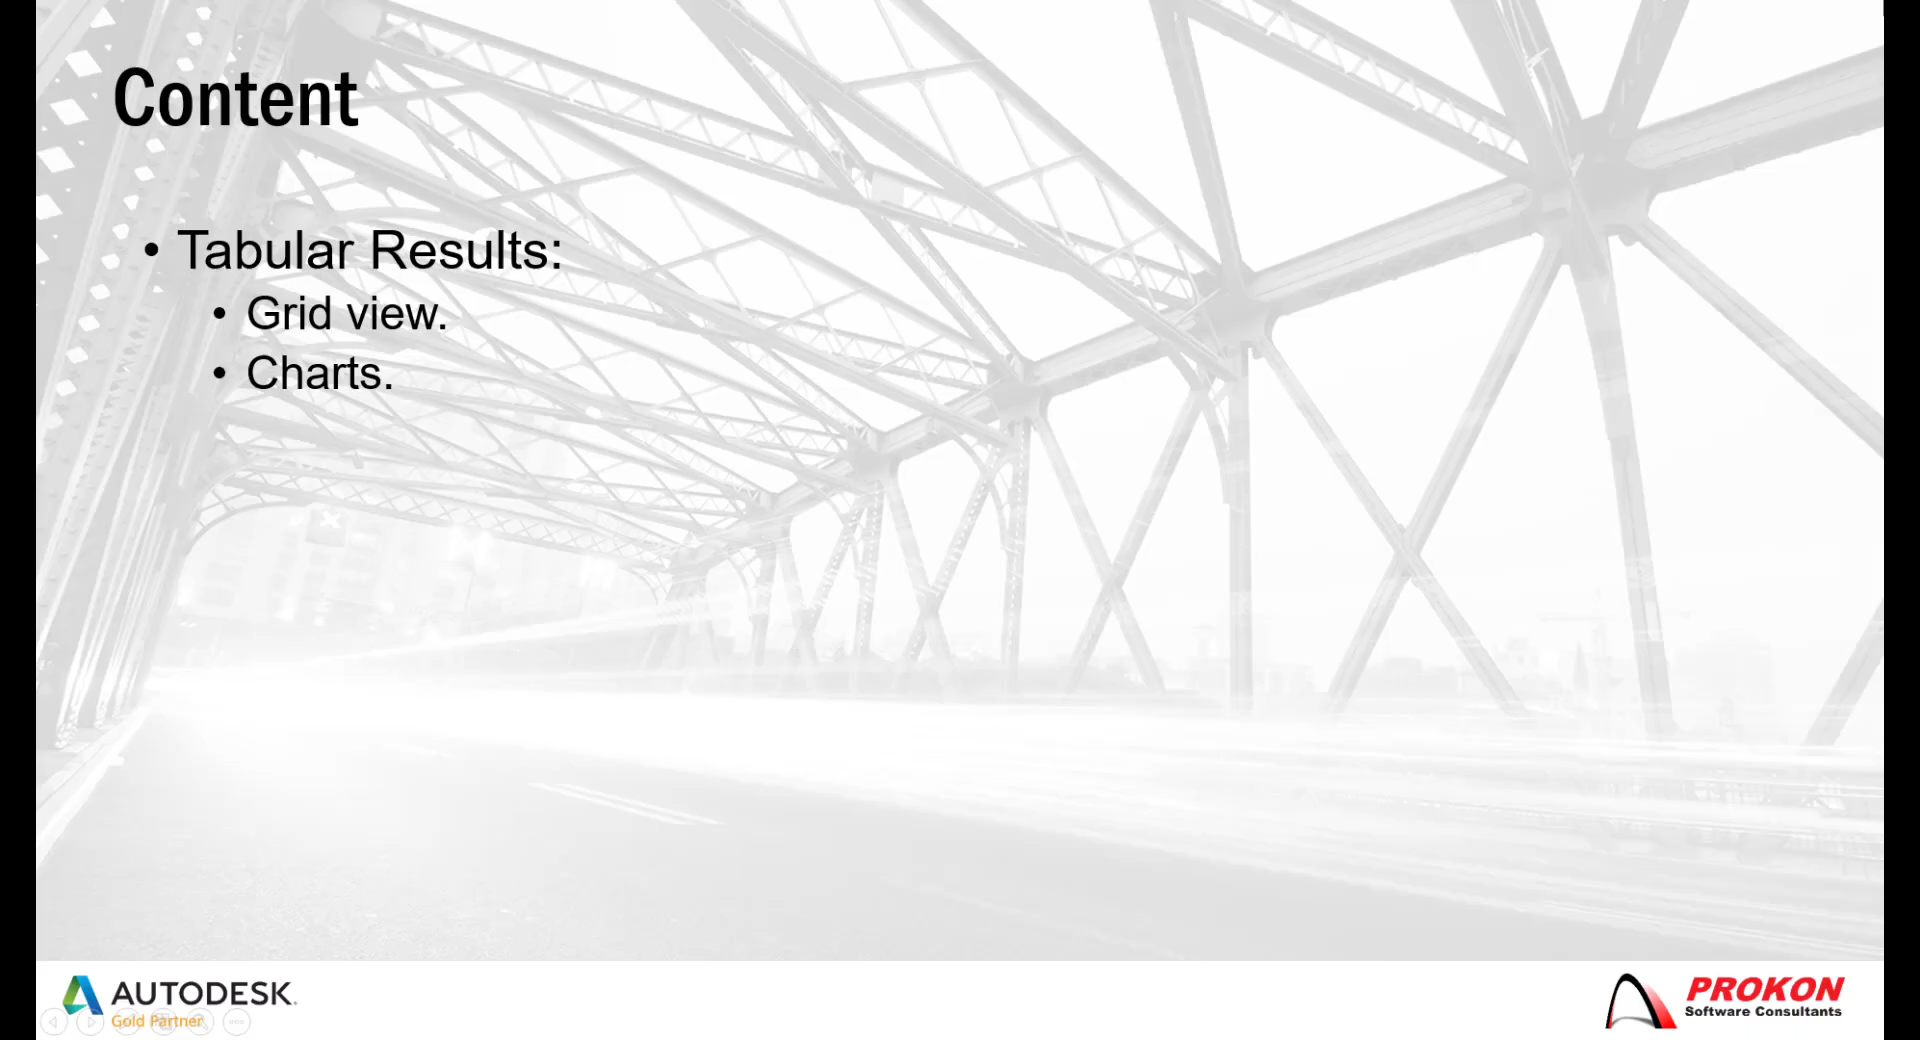 Content
• Tabular Results:
• Grid view.
• Charts.
AUTODESK.
Gold Partner
PROKON
Software Consultants